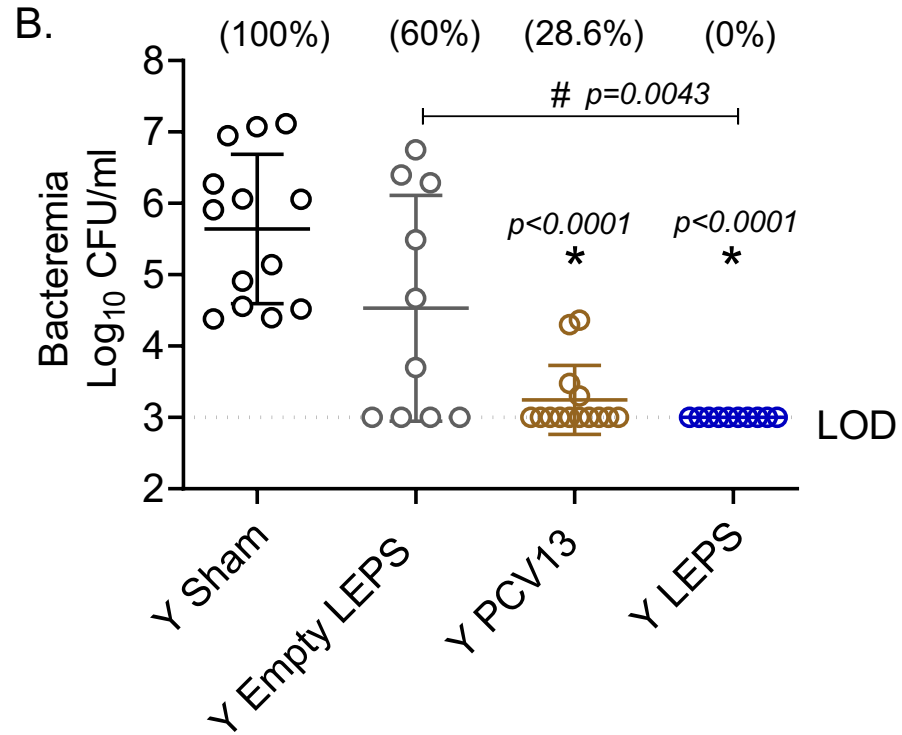 B.
(100%) (60%) (28.6%) (0%)
# p=0.0043
p<0.0001 p<0.0001
* *
Bacteremia
Log₁₀ CFU/ml
8
7
6
5
4
3
2
LOD
Y Sham
Y Empty LEPS
Y PCV13
Y LEPS